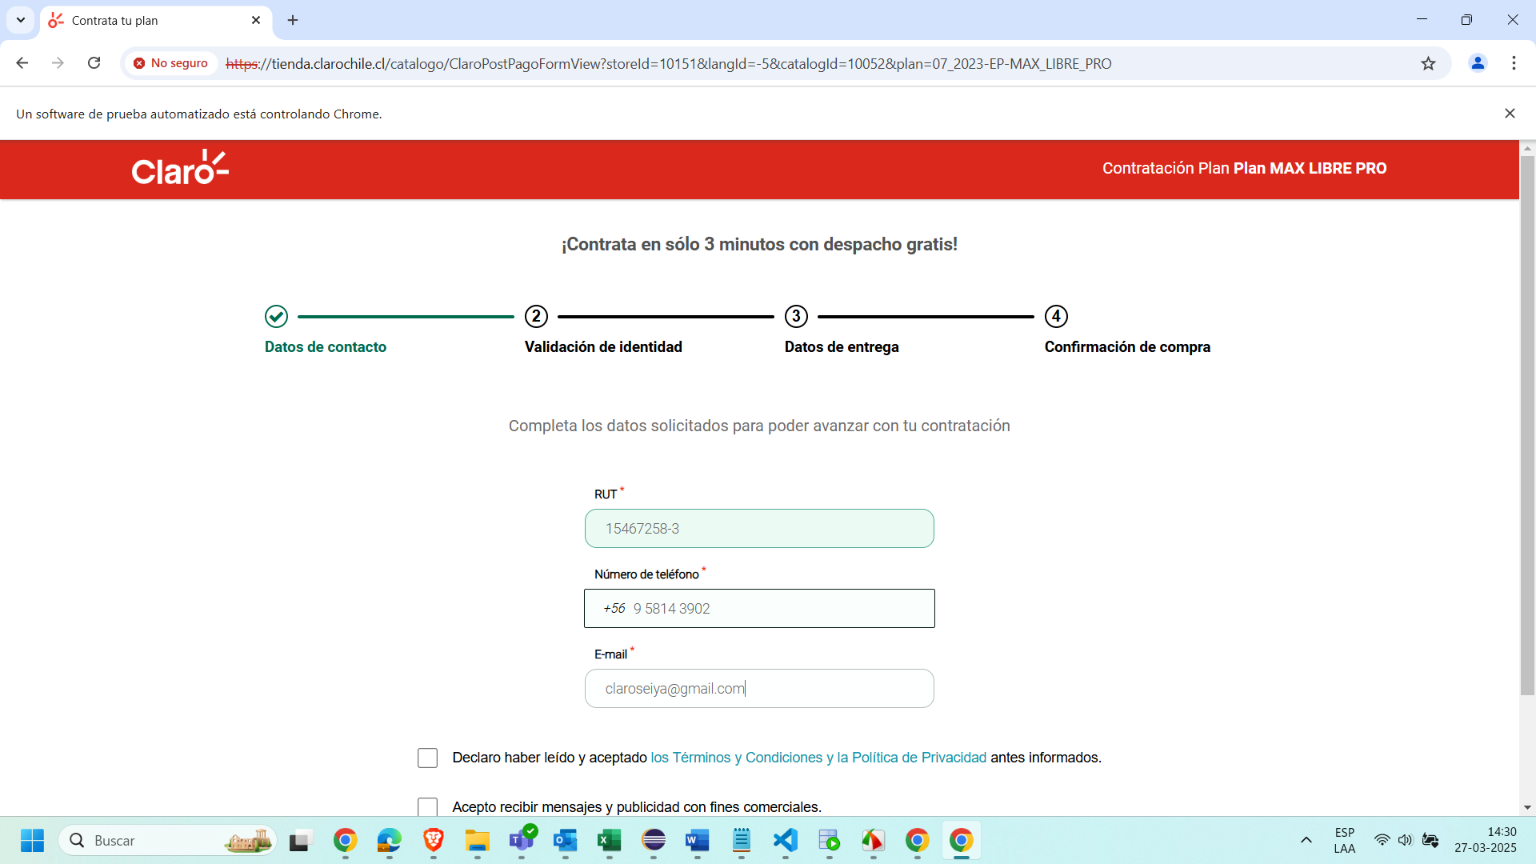 Contrata tu plan
No seguro
https://tienda.clarochile.cl/catalogo/ClaroPostPagoFormView?storeId=10151&langId=-5&catalogId=10052&plan=07_2023-EP-MAX_LIBRE_PRO
Un software de prueba automatizado está controlando Chrome.
Claro
Contratación Plan Plan MAX LIBRE PRO
¡Contrata en sólo 3 minutos con despacho gratis!
2 3 4
Datos de contacto Validación de identidad Datos de entrega Confirmación de compra
Completa los datos solicitados para poder avanzar con tu contratación
RUT *
15467258-3
Número de teléfono *
+56 9 5814 3902
E-mail *
claroseiya@gmail.com
Declaro haber leído y aceptado los Términos y Condiciones y la Política de Privacidad antes informados.
Acepto recibir mensajes y publicidad con fines comerciales.
Buscar
ESP
LAA
14:30
27-03-2025